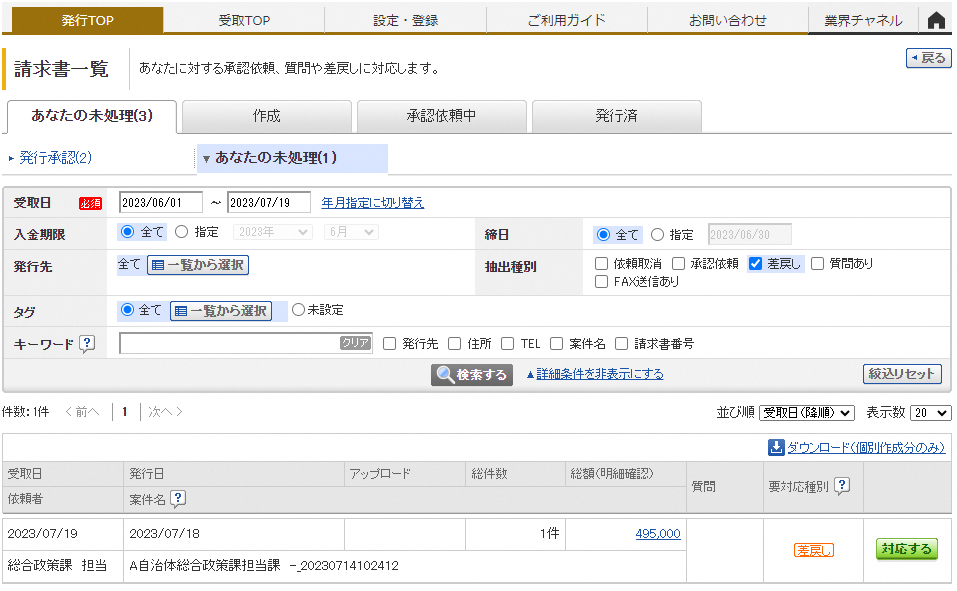 発行TOP 受取TOP 設定・登録 ご利用ガイド お問い合わせ 業界チャネル
請求書一覧 あなたに対する承認依頼、質問や差戻しに対応します。 戻る
あなたの未処理(3) 作成 承認依頼中 発行済
発行承認(2) ▼あなたの未処理(1)
受取日 必須 2023/06/01 ～ 2023/07/19 年月指定に切り替え
入金期限 全て 指定 2023年 6月 締日 全て 指定 2023/06/30
発行先 全て 一覧から選択 抽出種別 依頼取消 承認依頼 差戻し 質問あり
FAX送信あり
タグ 全て 一覧から選択 未設定
キーワード ? クリア 発行先 住所 TEL 案件名 請求書番号
検索する ▲詳細条件を非表示にする 絞込リセット
件数: 1件 〈 前へ 1 次へ 〉 並び順 受取日(降順) 表示数 20
ダウンロード(個別作成分のみ)
受取日 発行日 アップロード 総件数 総額(明細確認) 質問 要対応種別 ?
依頼者 案件名 ?
2023/07/19 2023/07/18 1件 495,000 差戻し 対応する
総合政策課 担当 A自治体総合政策課担当課 -_20230714102412